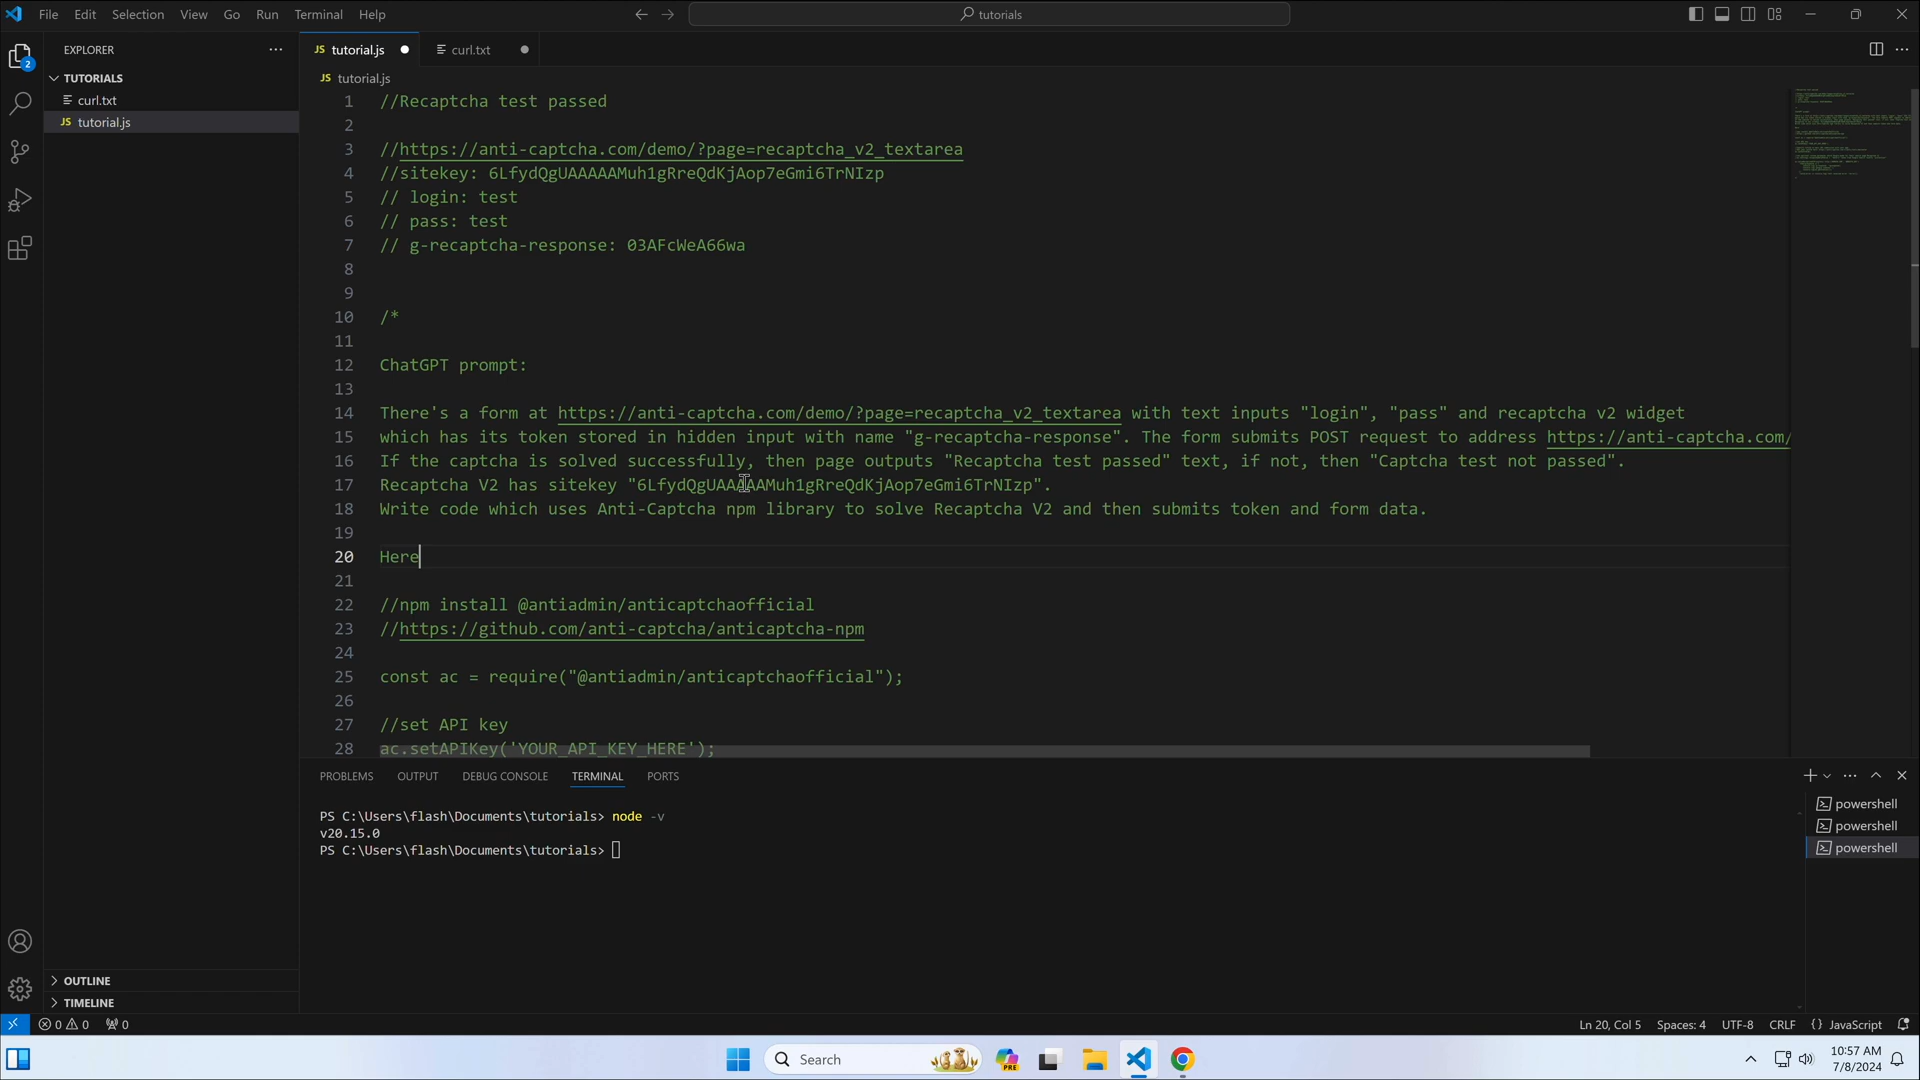 File Edit Selection View Go Run Terminal Help
tutorials
EXPLORER
TUTORIALS
curl.txt
JS tutorial.js
2
JS tutorial.js
curl.txt
JS tutorial.js
1 //Recaptcha test passed
2
3 //https://anti-captcha.com/demo/?page=recaptcha_v2_textarea
4 //sitekey: 6LfydQgUAAAAAMuh1gRreQdKjAop7eGmi6TrNIzp
5 // login: test
6 // pass: test
7 // g-recaptcha-response: 03AFcWeA66wa
8
9
10 /*
11
12 ChatGPT prompt:
13
14 There's a form at https://anti-captcha.com/demo/?page=recaptcha_v2_textarea with text inputs "login", "pass" and recaptcha v2 widget
15 which has its token stored in hidden input with name "g-recaptcha-response". The form submits POST request to address https://anti-captcha.com/
16 If the captcha is solved successfully, then page outputs "Recaptcha test passed" text, if not, then "Captcha test not passed".
17 Recaptcha V2 has sitekey "6LfydQgUAAAAAMuh1gRreQdKjAop7eGmi6TrNIzp".
18 Write code which uses Anti-Captcha npm library to solve Recaptcha V2 and then submits token and form data.
19
20 Here
21
22 //npm install @antiadmin/anticaptchaofficial
23 //https://github.com/anti-captcha/anticaptcha-npm
24
25 const ac = require("@antiadmin/anticaptchaofficial");
26
27 //set API key
28 ac.setAPIKey('YOUR_API_KEY_HERE');
PROBLEMS OUTPUT DEBUG CONSOLE TERMINAL PORTS
PS C:\Users\flash\Documents\tutorials> node -v
v20.15.0
PS C:\Users\flash\Documents\tutorials>
powershell
powershell
powershell
OUTLINE
TIMELINE
0 0 0
Ln 20, Col 5 Spaces: 4 UTF-8 CRLF {} JavaScript
Search
PRE
10:57 AM
7/8/2024